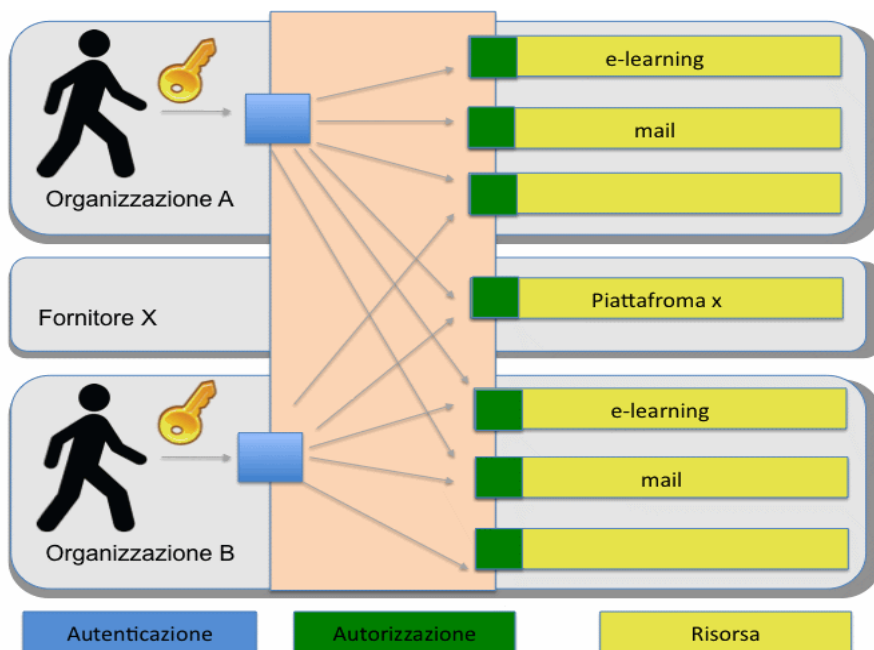 e-learning
mail
Organizzazione A
Piattafroma x
Fornitore X
e-learning
mail
Organizzazione B
Autenticazione
Autorizzazione
Risorsa